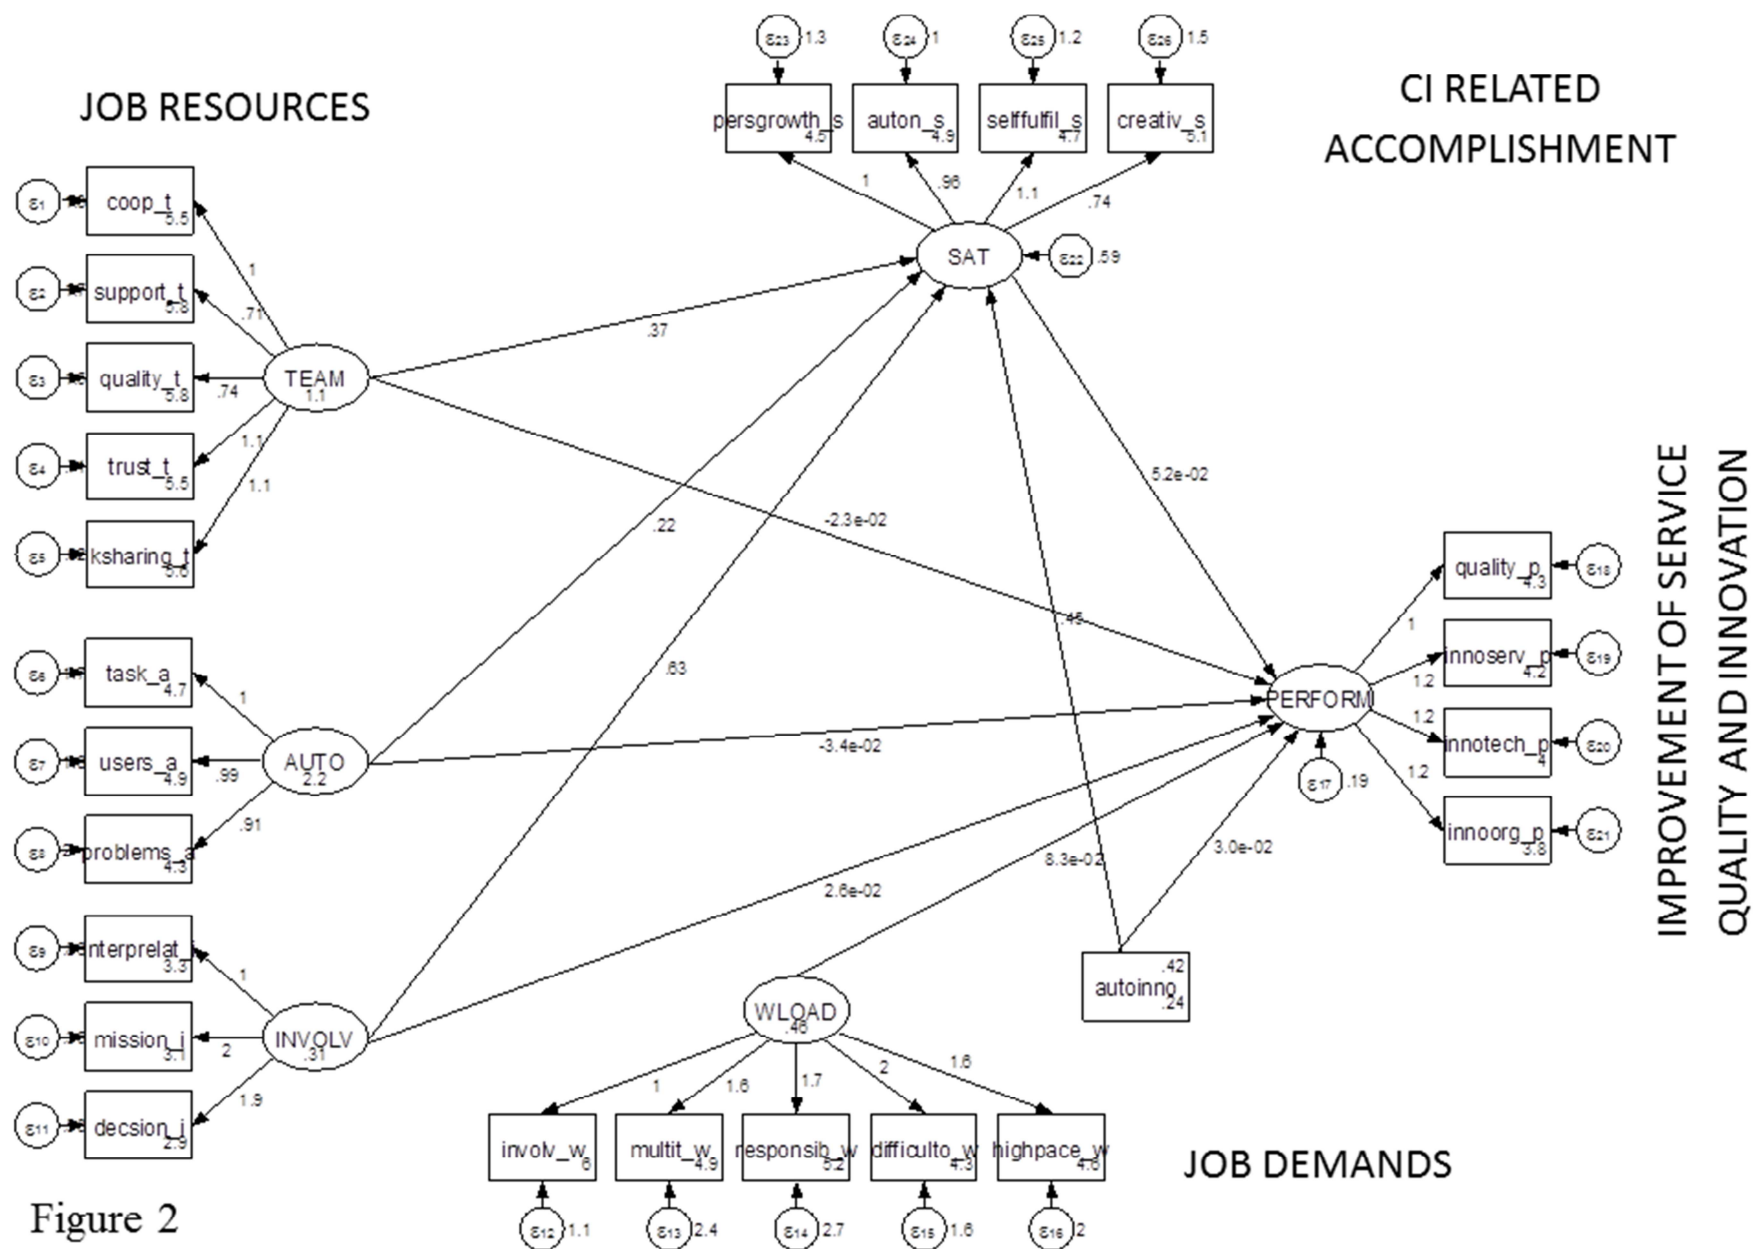 JOB RESOURCES
CI RELATED
ACCOMPLISHMENT
ε23 1.3
ε24 1
ε25 1.2
ε26 1.5
persgrowth_s 4.5
auton_s 4.9
selffulfil_s 4.7
creativ_s 5.1
1
.96
1.1
.74
SAT
ε22 .59
ε1
coop_t 5.5
ε2
support_t 5.8
ε3
quality_t 5.8
ε4
trust_t 5.5
ε5
ksharing_t 5.6
1
.71
.74
1.1
1.1
TEAM
1.1
.37
-2.3e-02
5.2e-02
.22
.45
.63
ε6
task_a 4.7
ε7
users_a 4.9
ε8
problems_a 4.3
1
.99
.91
AUTO
2.2
-3.4e-02
ε9
nterprelat 3.3
ε10
mission_i 3.1
ε11
decsion_i 2.9
1
2
1.9
INVOLV
.31
2.6e-02
8.3e-02
3.0e-02
PERFORM
ε17 .19
1
1.2
1.2
1.2
quality_p 4.3
ε18
innoserv_p 4.2
ε19
innotech_p 4
ε20
innoorg_p 3.8
ε21
IMPROVEMENT OF SERVICE
QUALITY AND INNOVATION
.42
autoinno
.24
WLOAD
.46
1
1.6
1.7
2
1.6
involv_w 6
multit_w 4.9
responsib_w 5.2
difficulto_w 4.3
highpace_w 4.6
ε12 1.1
ε13 2.4
ε14 2.7
ε15 1.6
ε16 2
JOB DEMANDS
Figure 2